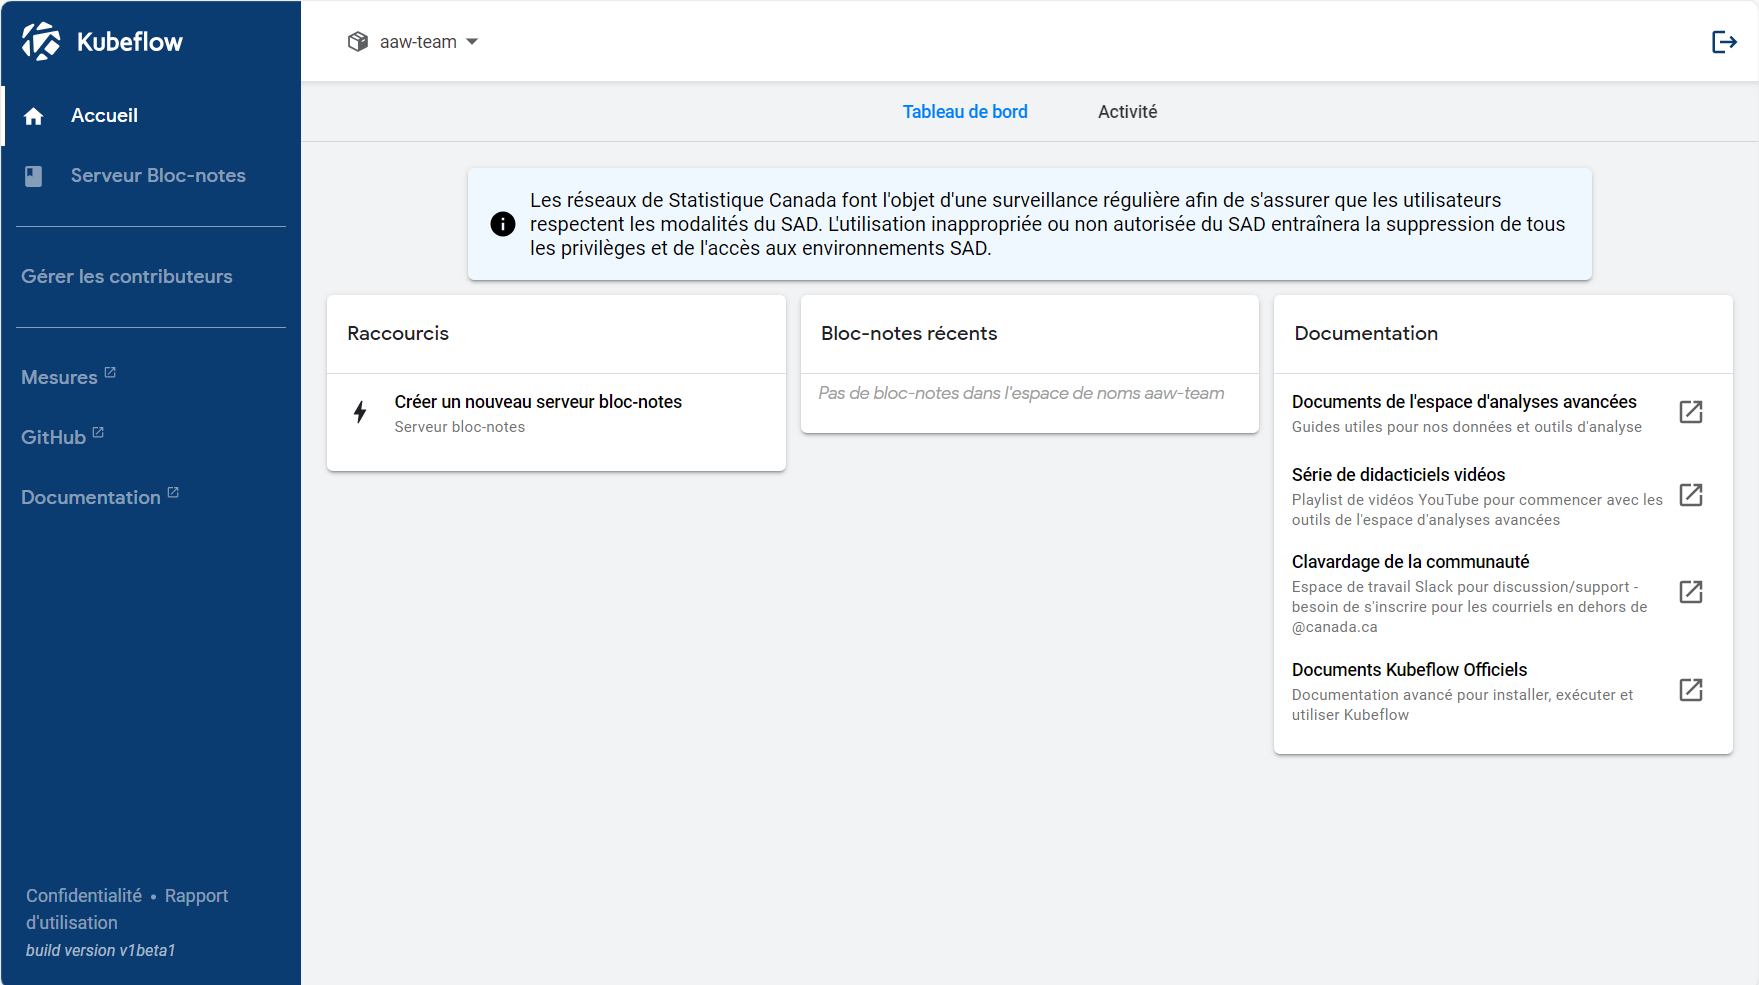 Kubeflow
Accueil
Serveur Bloc-notes
Gérer les contributeurs
Mesures
GitHub
Documentation
Confidentialité • Rapport
d'utilisation
build version v1beta1
aaw-team
Tableau de bord
Activité
Les réseaux de Statistique Canada font l'objet d'une surveillance régulière afin de s'assurer que les utilisateurs
respectent les modalités du SAD. L'utilisation inappropriée ou non autorisée du SAD entraînera la suppression de tous
les privilèges et de l'accès aux environnements SAD.
Raccourcis
Créer un nouveau serveur bloc-notes
Serveur bloc-notes
Bloc-notes récents
Pas de bloc-notes dans l'espace de noms aaw-team
Documentation
Documents de l'espace d'analyses avancées
Guides utiles pour nos données et outils d'analyse
Série de didacticiels vidéos
Playlist de vidéos YouTube pour commencer avec les
outils de l'espace d'analyses avancées
Clavardage de la communauté
Espace de travail Slack pour discussion/support -
besoin de s'inscrire pour les courriels en dehors de
@canada.ca
Documents Kubeflow Officiels
Documentation avancé pour installer, exécuter et
utiliser Kubeflow